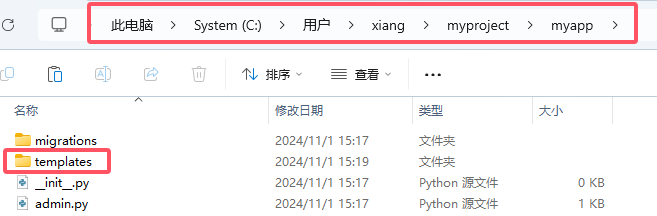 此电脑 > System (C:) > 用户 > xiang > myproject > myapp >
排序 查看 ...
名称 修改日期 类型 大小
migrations 2024/11/1 15:17 文件夹
templates 2024/11/1 15:19 文件夹
__init__.py 2024/11/1 15:17 Python 源文件 0 KB
admin.py 2024/11/1 15:17 Python 源文件 1 KB